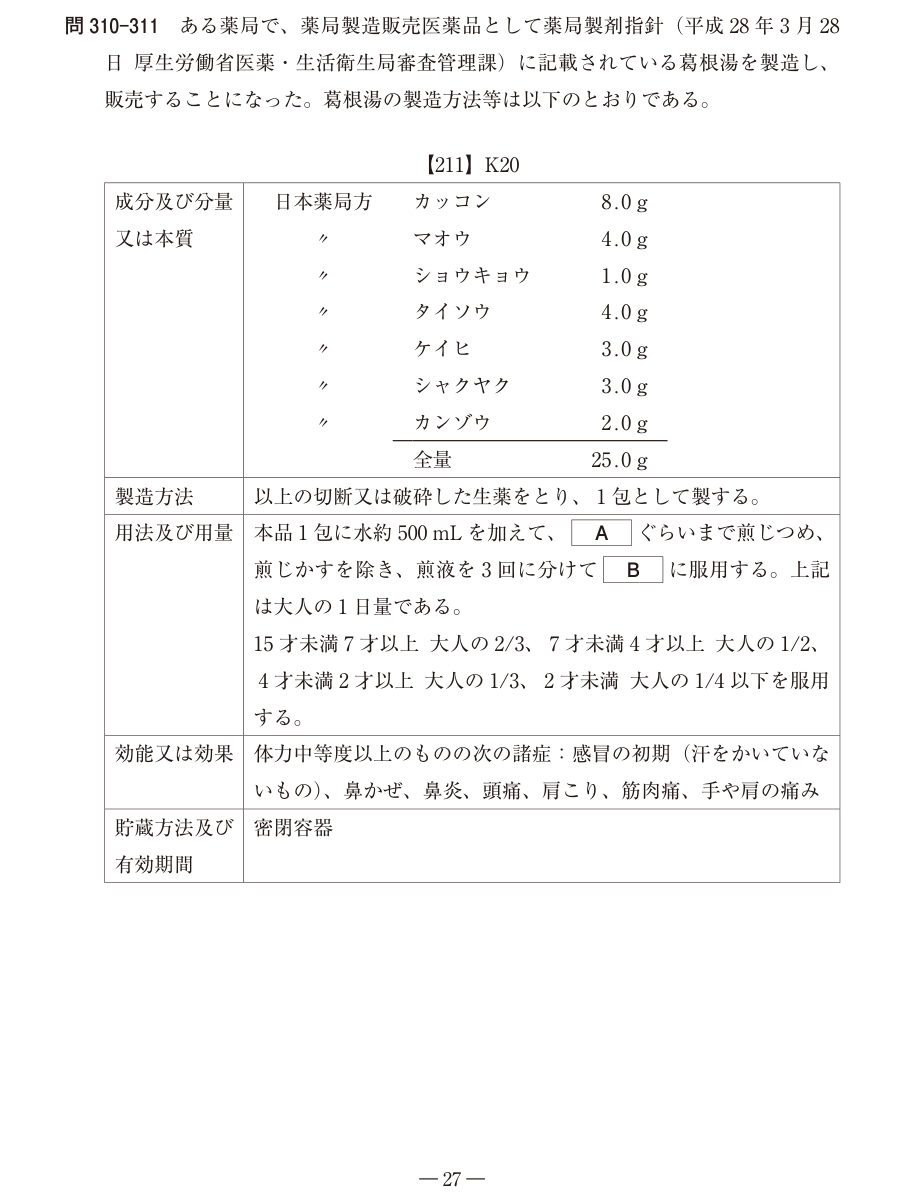 問 310-311 ある薬局で、薬局製造販売医薬品として薬局製剤指針（平成 28 年 3 月 28
日 厚生労働省医薬・生活衛生局審査管理課）に記載されている葛根湯を製造し、
販売することになった。葛根湯の製造方法等は以下のとおりである。
【211】K20
成分及び分量 日本薬局方 カッコン 8.0 g
又は本質 〃 マオウ 4.0 g
〃 ショウキョウ 1.0 g
〃 タイソウ 4.0 g
〃 ケイヒ 3.0 g
〃 シャクヤク 3.0 g
〃 カンゾウ 2.0 g
全量 25.0 g
製造方法 以上の切断又は破砕した生薬をとり、1 包として製する。
用法及び用量 本品 1 包に水約 500 mL を加えて、 A ぐらいまで煎じつめ、
煎じかすを除き、煎液を 3 回に分けて B に服用する。上記
は大人の 1 日量である。
15 才未満 7 才以上 大人の 2/3、7 才未満 4 才以上 大人の 1/2、
4 才未満 2 才以上 大人の 1/3、2 才未満 大人の 1/4 以下を服用
する。
効能又は効果 体力中等度以上のものの次の諸症：感冒の初期（汗をかいていな
いもの）、鼻かぜ、鼻炎、頭痛、肩こり、筋肉痛、手や肩の痛み
貯蔵方法及び 密閉容器
有効期間
― 27 ―